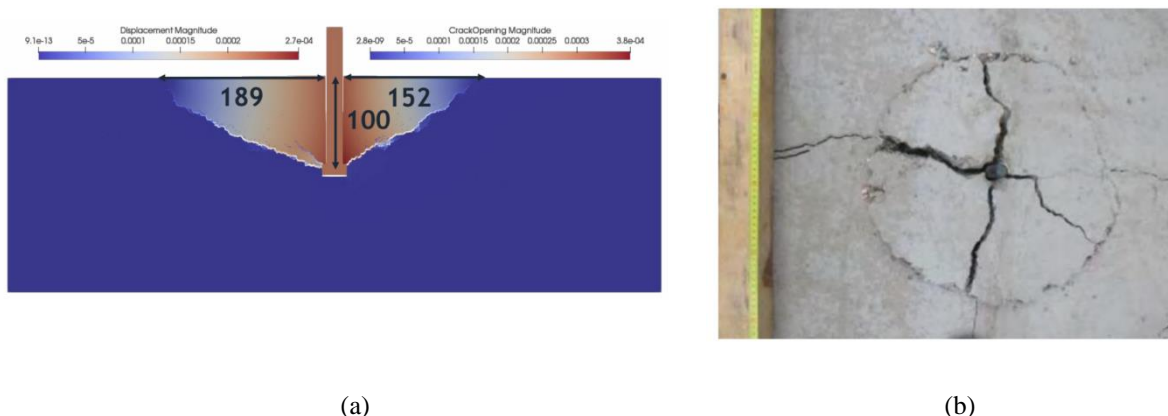 Displacement Magnitude
9.1e-13 5e-5 0.0001 0.00015 0.0002 2.7e-04
CrackOpening Magnitude
2.8e-09 5e-5 0.0001 0.00015 0.0002 0.00025 0.0003 3.8e-04
189
152
100
(a)
(b)